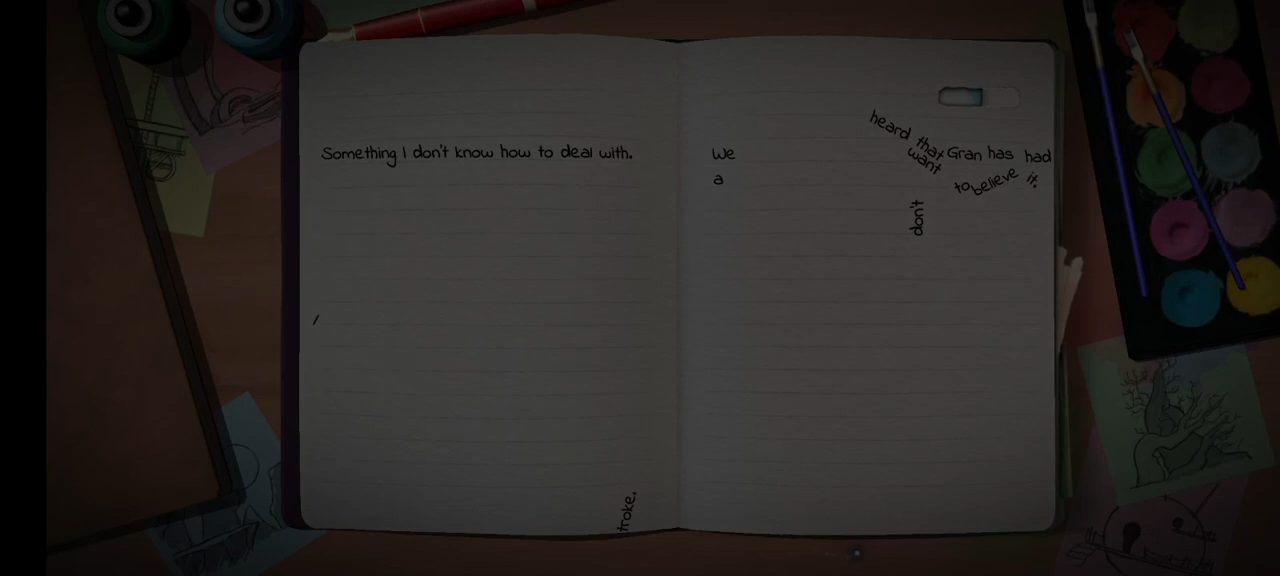 Something I don't know how to deal with.
troke.
We heard that Gran has had
a
I don't want to believe it.